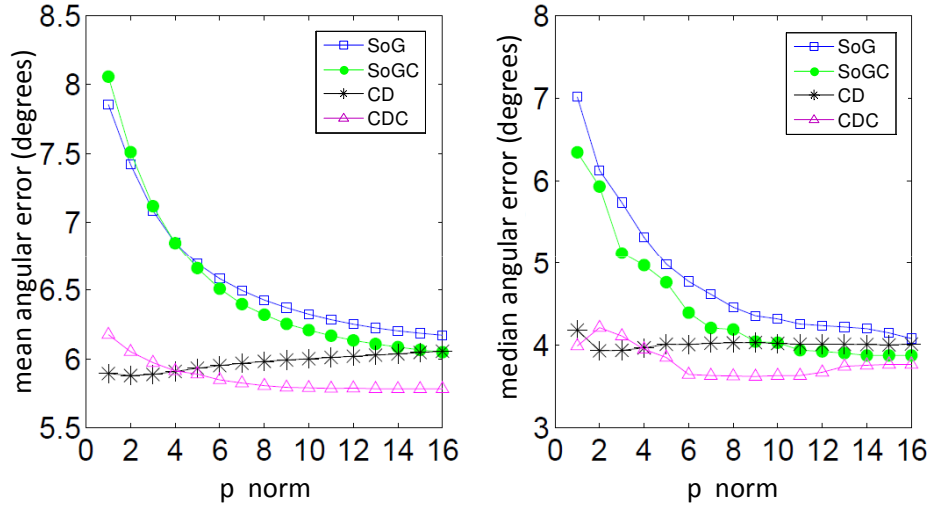 mean angular error (degrees)
8.5
8
7.5
7
6.5
6
5.5
0 2 4 6 8 10 12 14 16
p norm
SoG
SoGC
CD
CDC
median angular error (degrees)
8
7
6
5
4
3
0 2 4 6 8 10 12 14 16
p norm
SoG
SoGC
CD
CDC